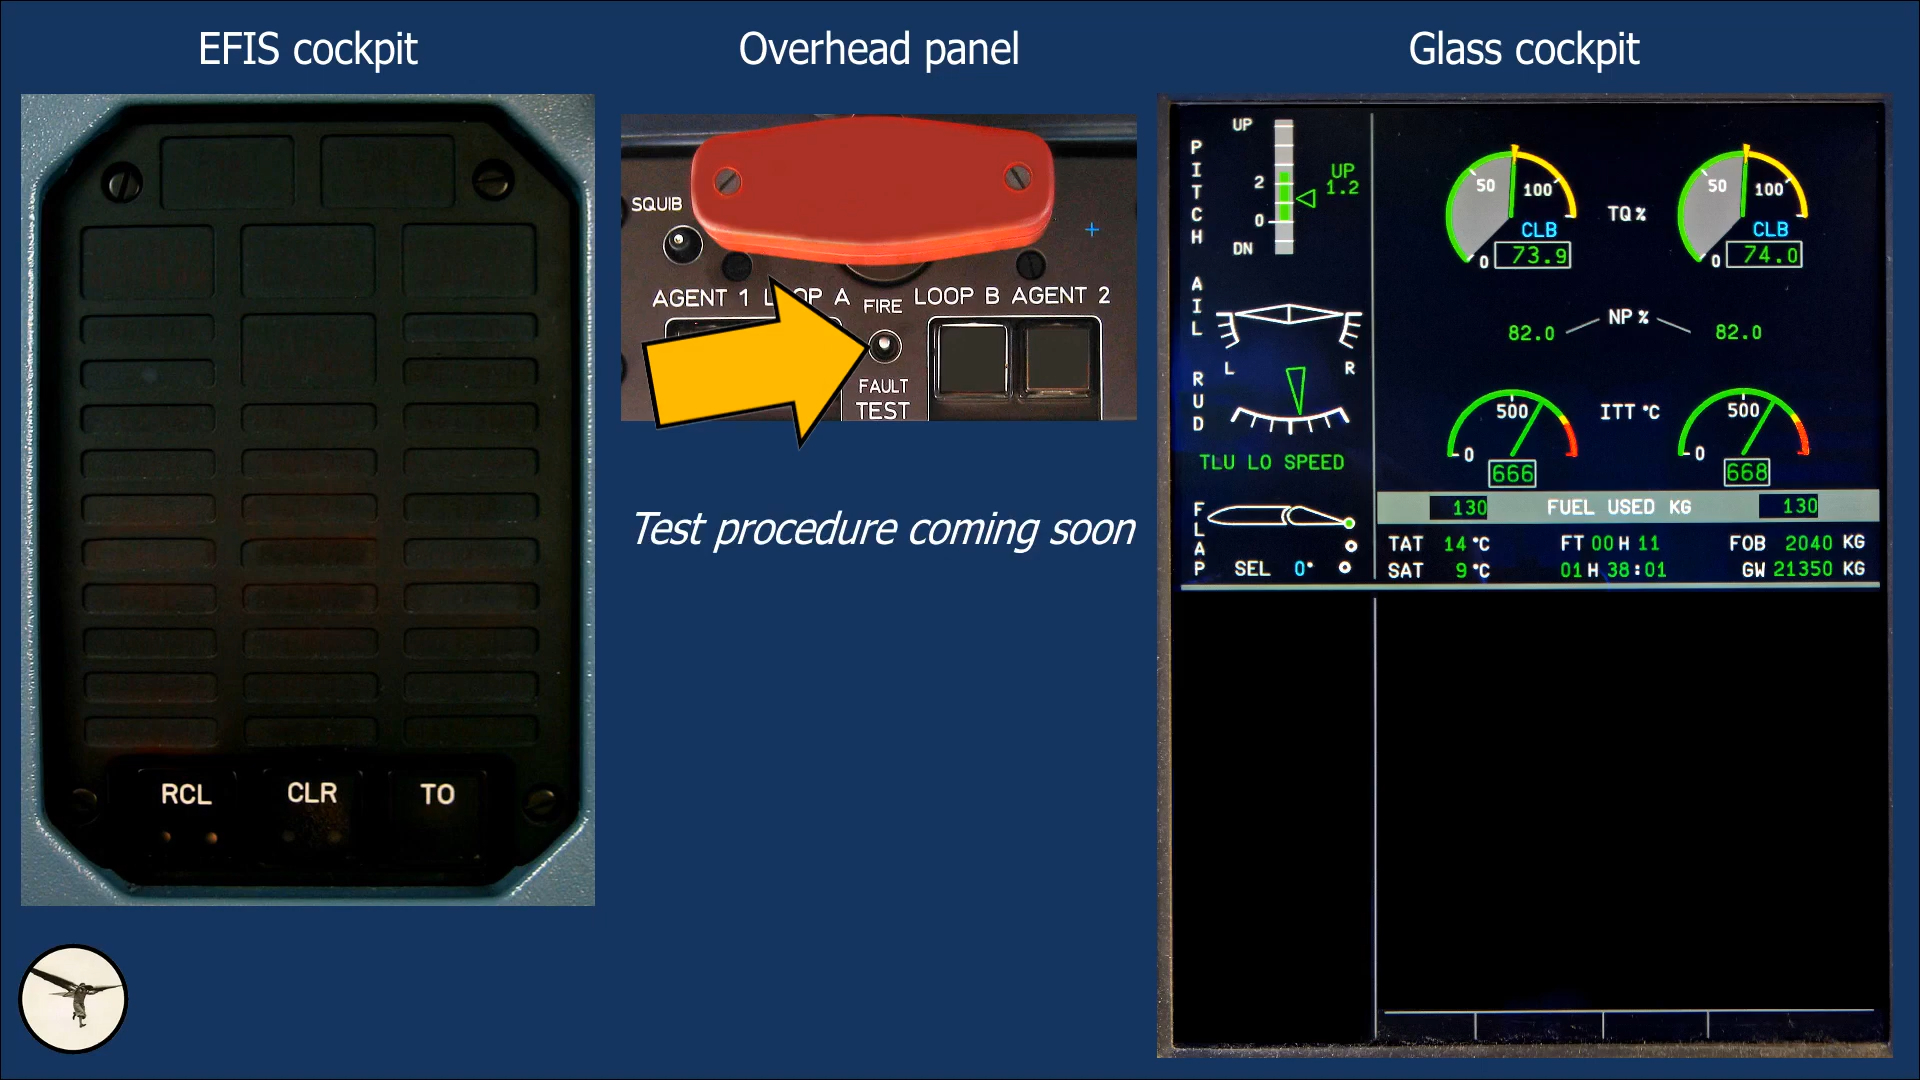 EFIS cockpit
RCL CLR TO
Overhead panel
SQUIB
AGENT 1 L OP A FIRE LOOP B AGENT 2
FAULT
TEST
Test procedure coming soon
Glass cockpit
PITCH
UP
2
0
DN
UP
1.2
AIL
L R
RUD
TLU LO SPEED
FLAP
SEL 0°
50 100 TQ % 50 100
CLB CLB
0 73.9 0 74.0
82.0 NP % 82.0
500 ITT °C 500
0 0
666 668
130 FUEL USED KG 130
TAT 14 °C FT 00 H 11 FOB 2040 KG
SAT 9 °C 01 H 38:01 GW 21350 KG